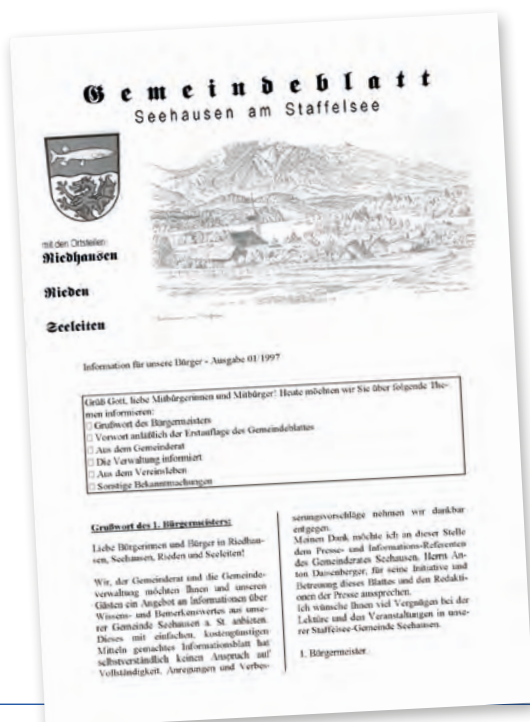 Gemeindeblatt
Seehausen am Staffelsee
mit den Ortsteilen:
Riedhausen
Rieden
Seeleiten
Information für unsere Bürger - Ausgabe 01/1997
Grüß Gott, liebe Mitbürgerinnen und Mitbürger! Heute möchten wir Sie über folgende The-
men informieren:
Grußwort des Bürgermeisters
Vorwort anläßlich der Erstauflage des Gemeindeblattes
Aus dem Gemeinderat
Die Verwaltung informiert
Aus dem Vereinsleben
Sonstige Bekanntmachungen
Grußwort des 1. Bürgermeisters:
Liebe Bürgerinnen und Bürger in Riedhau-
sen, Seehausen, Rieden und Seeleiten!
Wir, der Gemeinderat und die Gemeinde-
verwaltung möchten Ihnen und unseren
Gästen ein Angebot an Informationen über
Wissens- und Bemerkenswertes aus unse-
rer Gemeinde Seehausen a. St. anbieten.
Dieses mit einfachen, kostengünstigen
Mitteln gemachtes Informationsblatt hat
selbstverständlich keinen Anspruch auf
Vollständigkeit. Anregungen und Verbes-
serungsvorschläge nehmen wir dankbar
entgegen.
Meinen Dank möchte ich an dieser Stelle
dem Presse- und Informations-Referenten
des Gemeinderates Seehausen, Herrn An-
ton für seine Initiative und
Betreuung dieses Blattes und den Redakti-
onen der Presse aussprechen.
Ich wünsche Ihnen viel Vergnügen bei der
Lektüre und den Veranstaltungen in unse-
rer Staffelsee-Gemeinde Seehausen.
1. Bürgermeister